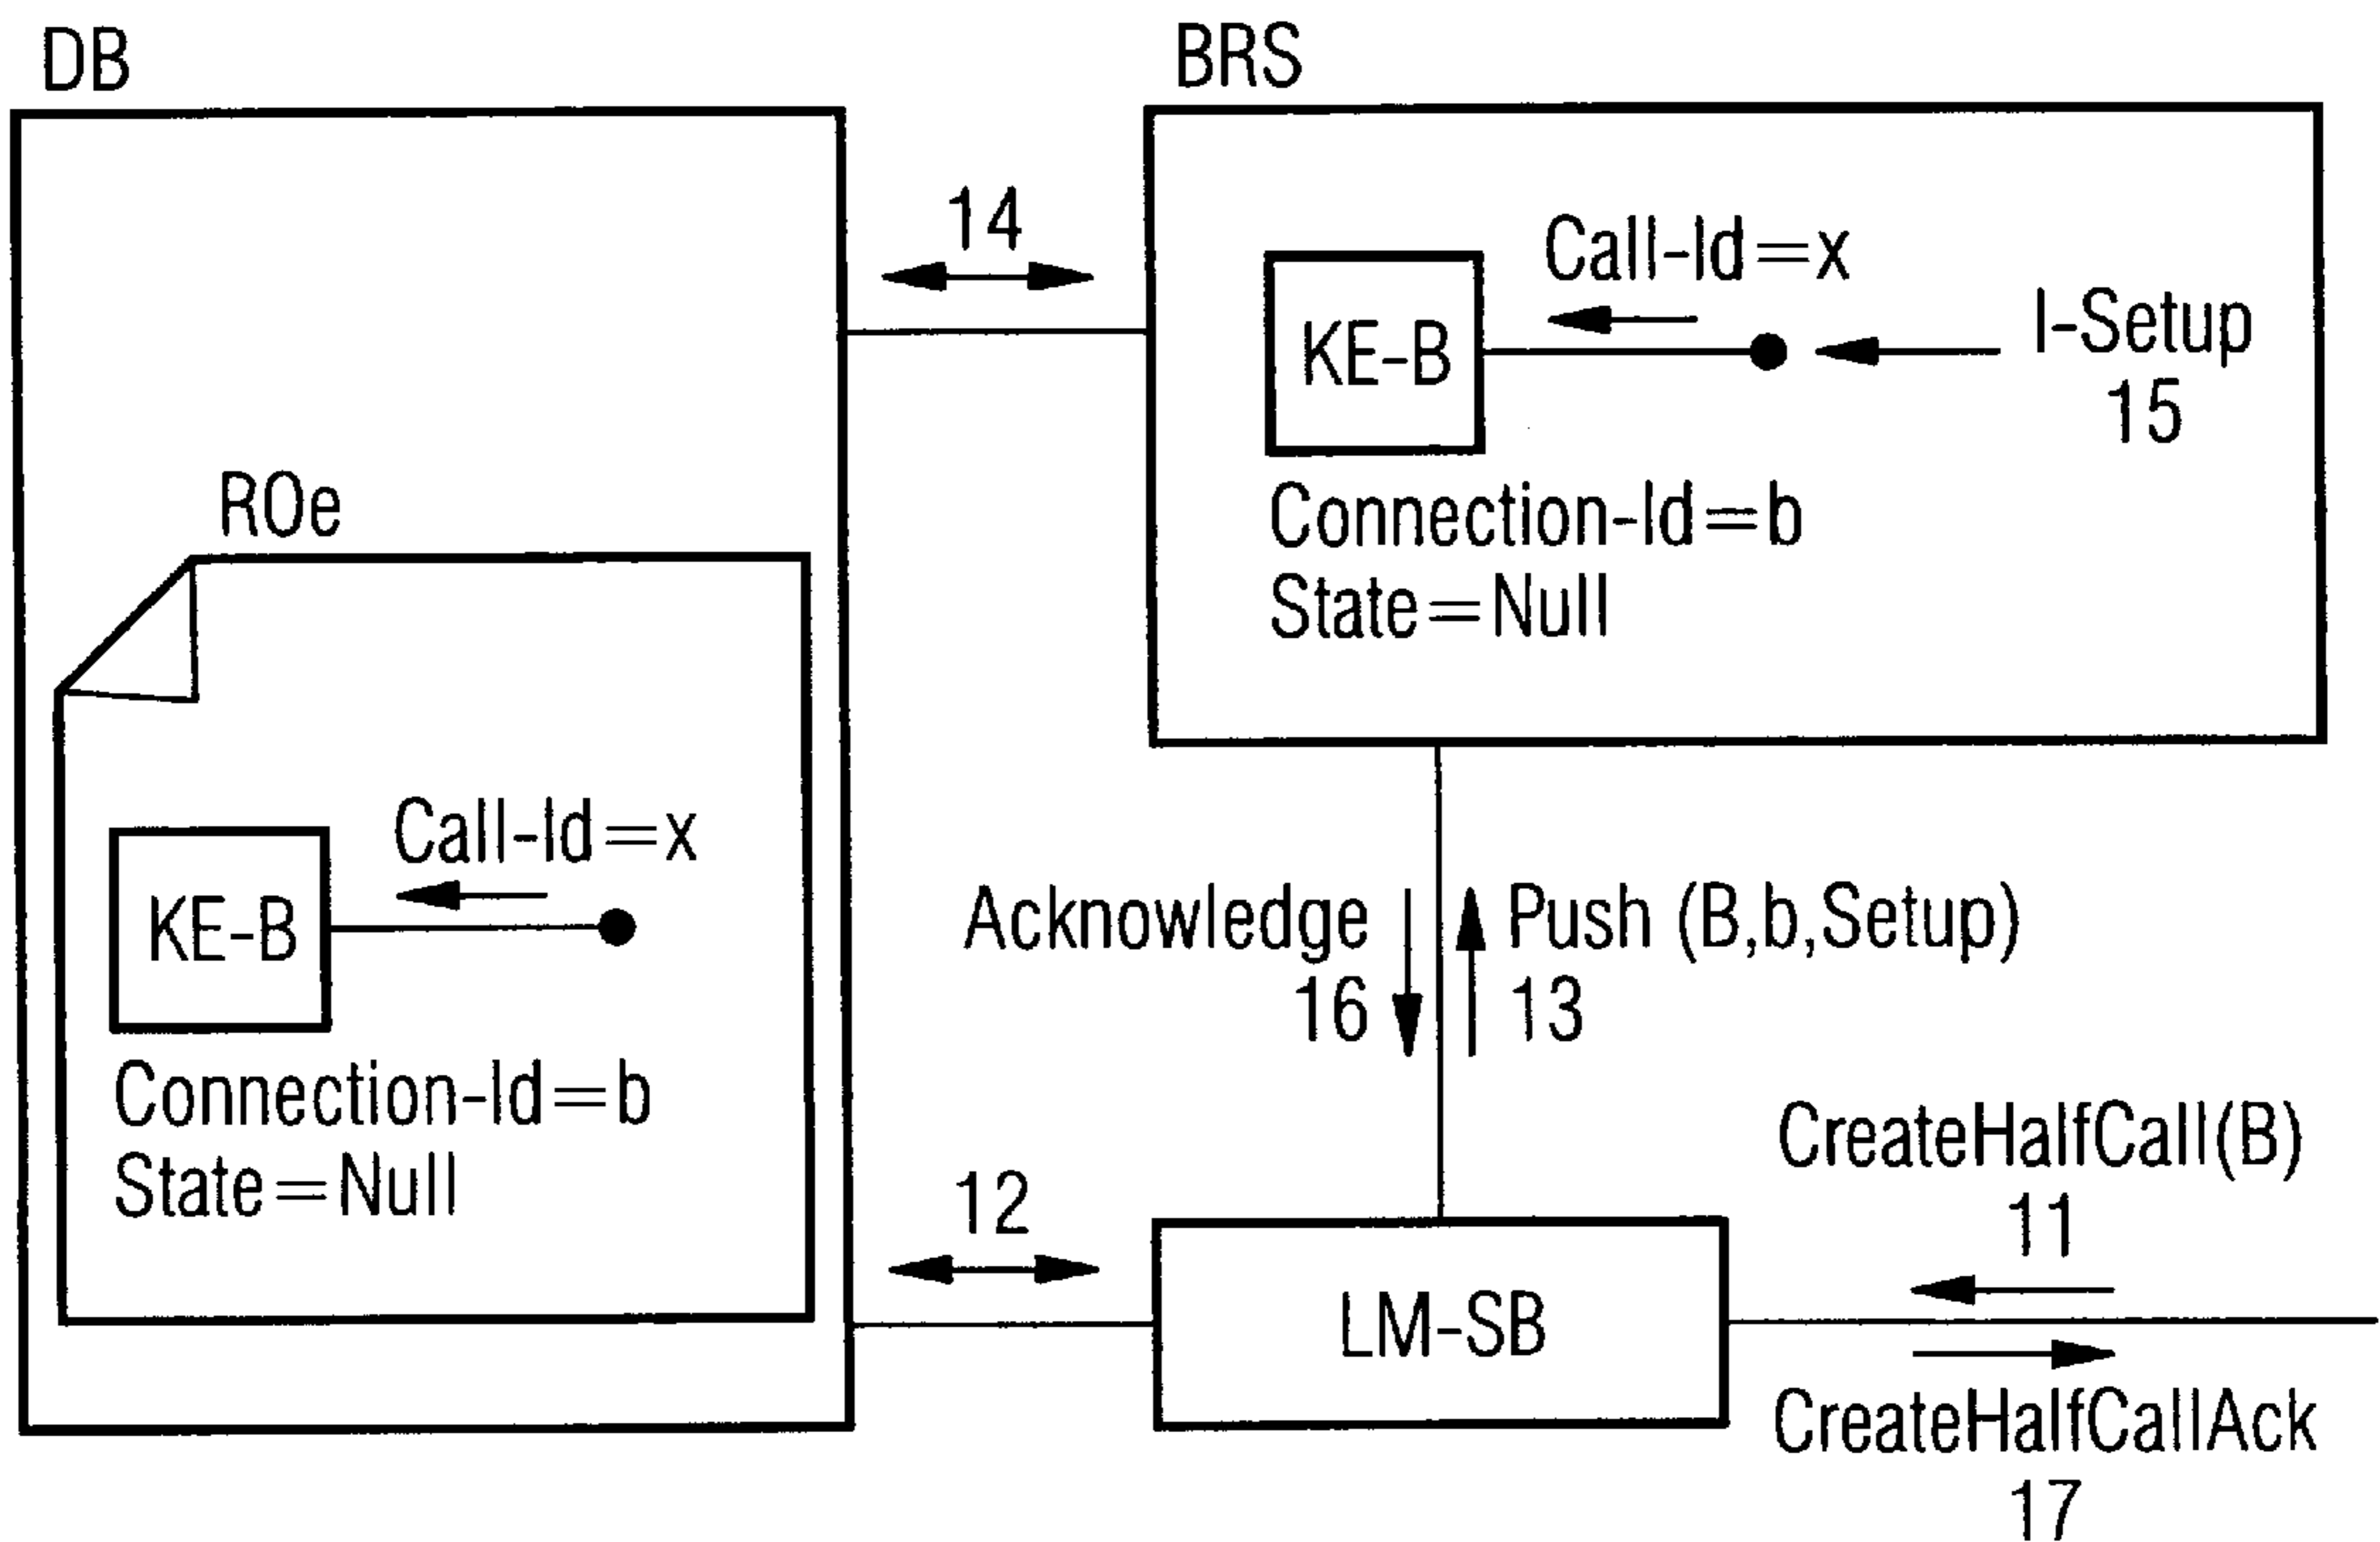 DB
BRS
14
Call-Id=x
I-Setup
15
KE-B
Connection-Id=b
State=Null
ROe
Call-Id=x
KE-B
Connection-Id=b
State=Null
Acknowledge
16
Push (B,b,Setup)
13
12
LM-SB
CreateHalfCall(B)
11
CreateHalfCallAck
17